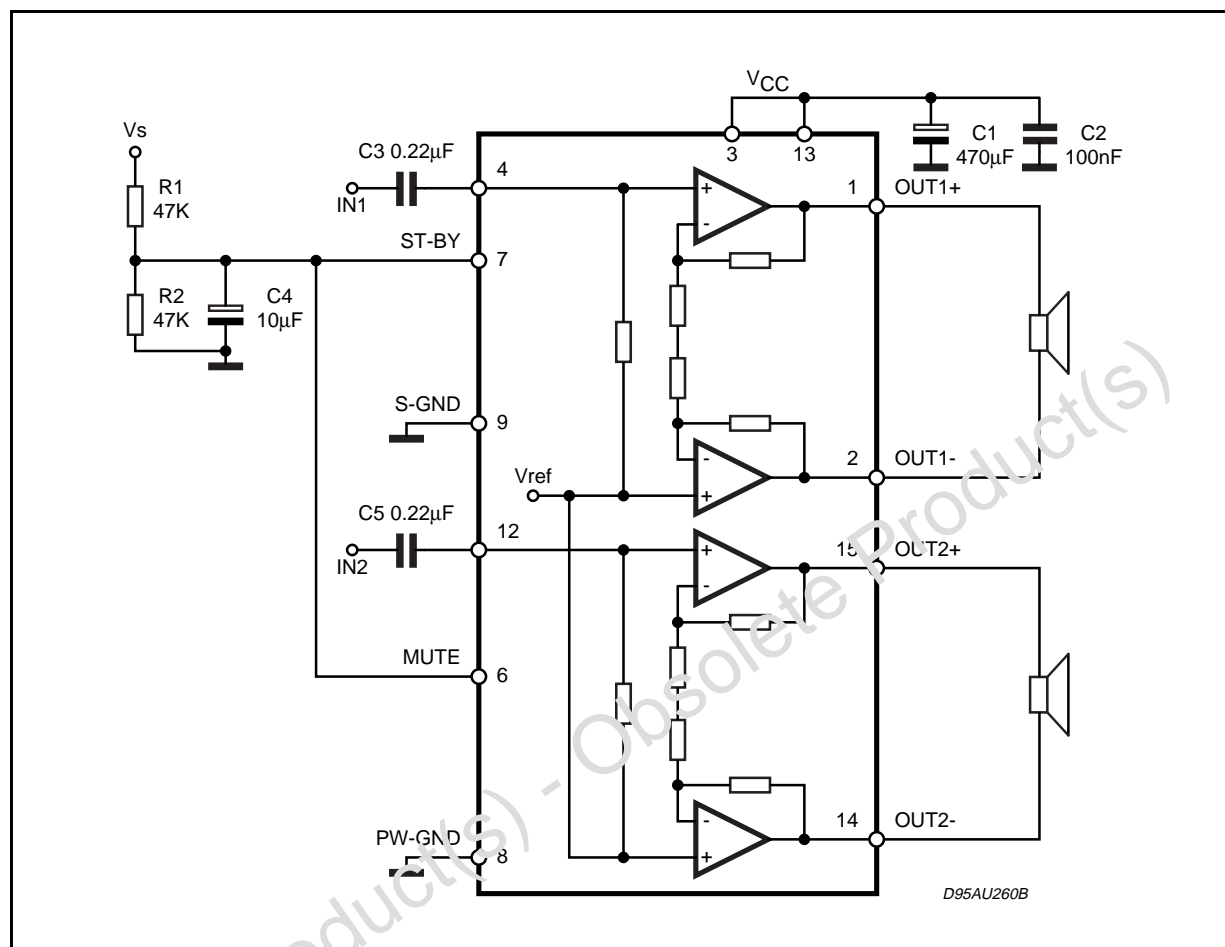 VCC
Vs
C3 0.22μF
4
3
13
C1
470μF
C2
100nF
R1
47K
IN1
1
OUT1+
ST-BY
7
R2
47K
C4
10μF
S-GND
9
Vref
2
OUT1-
C5 0.22μF
12
IN2
15
OUT2+
MUTE
6
PW-GND
8
14
OUT2-
D95AU260B
+
-
-
+
+
-
-
+
oduct(s) - Obsolete Product(s)